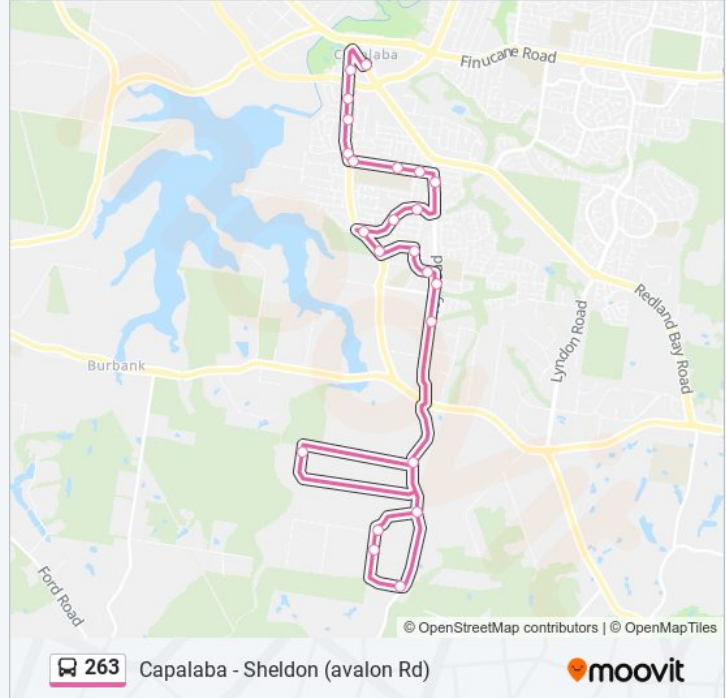 Capalaba
Finucane Road
Redland Bay Road
Lyndon Road
Burbank
Ford Road
© OpenStreetMap contributors | © OpenMapTiles
263 Capalaba - Sheldon (avalon Rd)
moovit